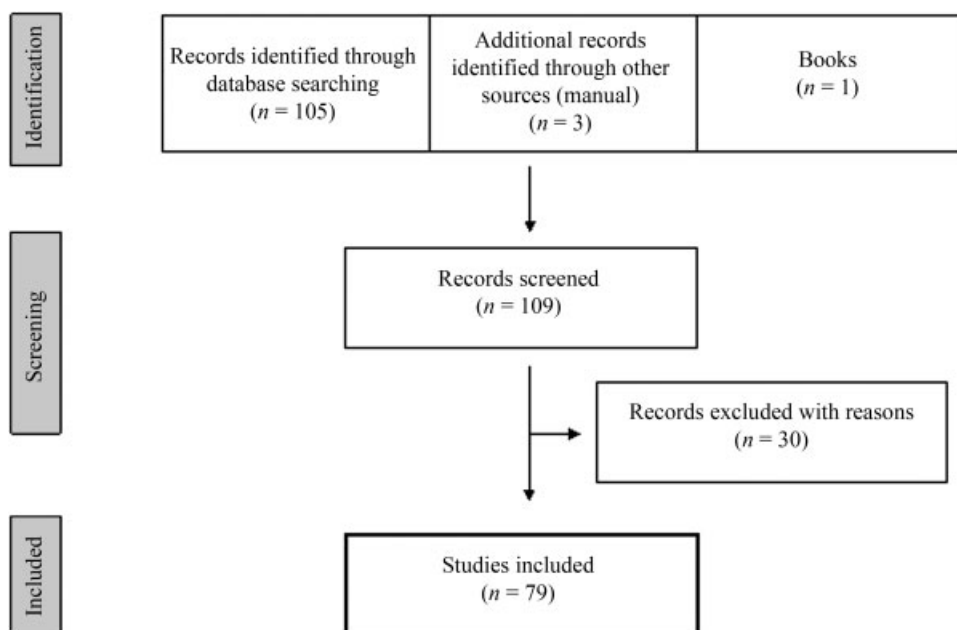 Identification
Records identified through
database searching
(n = 105)
Additional records
identified through other
sources (manual)
(n = 3)
Books
(n = 1)
Screening
Records screened
(n = 109)
Records excluded with reasons
(n = 30)
Included
Studies included
(n = 79)